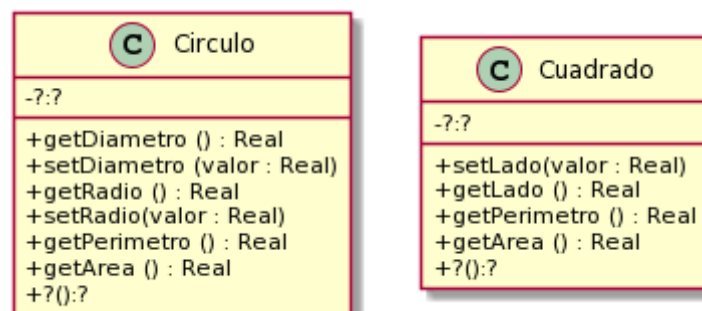 C Circulo
-?:?
+getDiametro () : Real
+setDiametro (valor : Real)
+getRadio () : Real
+setRadio(valor : Real)
+getPerimetro () : Real
+getArea () : Real
+?():?
C Cuadrado
-?:?
+setLado(valor : Real)
+getLado () : Real
+getPerimetro () : Real
+getArea () : Real
+?():?